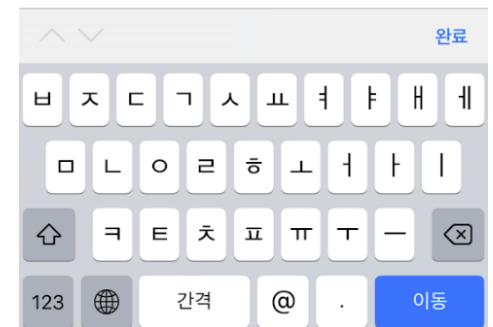 완료
ㅂ ㅈ ㄷ ㄱ ㅅ ㅛ ㅕ ㅑ ㅐ ㅔ
ㅁ ㄴ ㅇ ㄹ ㅎ ㅗ ㅓ ㅏ ㅣ
ㅋ ㅌ ㅊ ㅍ ㅠ ㅜ ㅡ
123 간격 @ . 이동